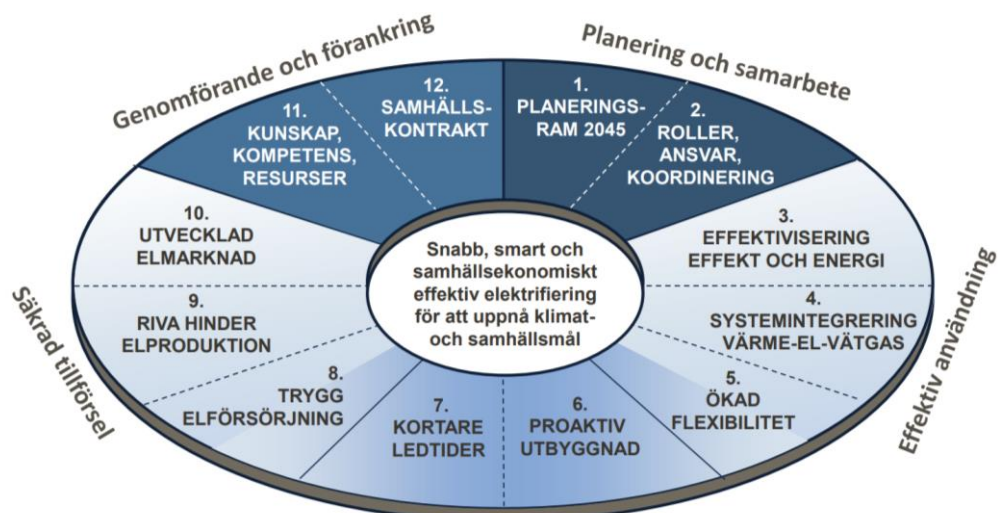 Genomförande och förankring
Planering och samarbete
1.
PLANERINGS-
RAM 2045
2.
ROLLER,
ANSVAR,
KOORDINERING
3.
EFFEKTIVISERING
EFFEKT OCH ENERGI
4.
SYSTEMINTEGRERING
VÄRME-EL-VÄTGAS
5.
ÖKAD
FLEXIBILITET
6.
PROAKTIV
UTBYGGNAD
7.
KORTARE
LEDTIDER
8.
TRYGG
ELFÖRSÖRJNING
9.
RIVA HINDER
ELPRODUKTION
10.
UTVECKLAD
ELMARKNAD
11.
KUNSKAP,
KOMPETENS,
RESURSER
12.
SAMHÄLLS-
KONTRAKT
Snabb, smart och
samhällsekonomiskt
effektiv elektrifiering
för att uppnå klimat-
och samhällsmål
Säkrad tillförsel
Effektiv användning